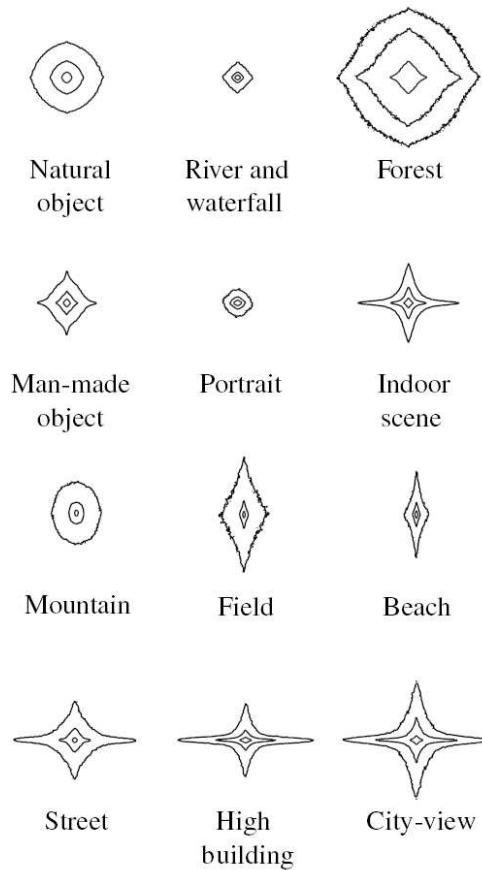 Natural
object
River and
waterfall
Forest
Man-made
object
Portrait
Indoor
scene
Mountain
Field
Beach
Street
High
building
City-view